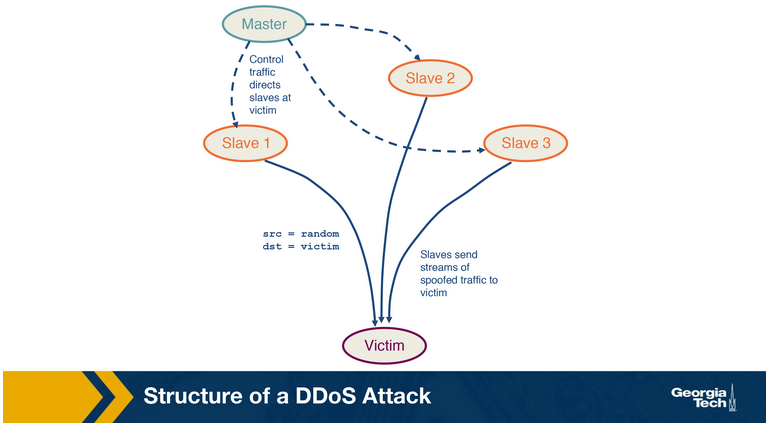 Master
Control
traffic
directs
slaves at
victim
Slave 2
Slave 1
Slave 3
src = random
dst = victim
Slaves send
streams of
spoofed traffic to
victim
Victim
Structure of a DDoS Attack
Georgia
Tech